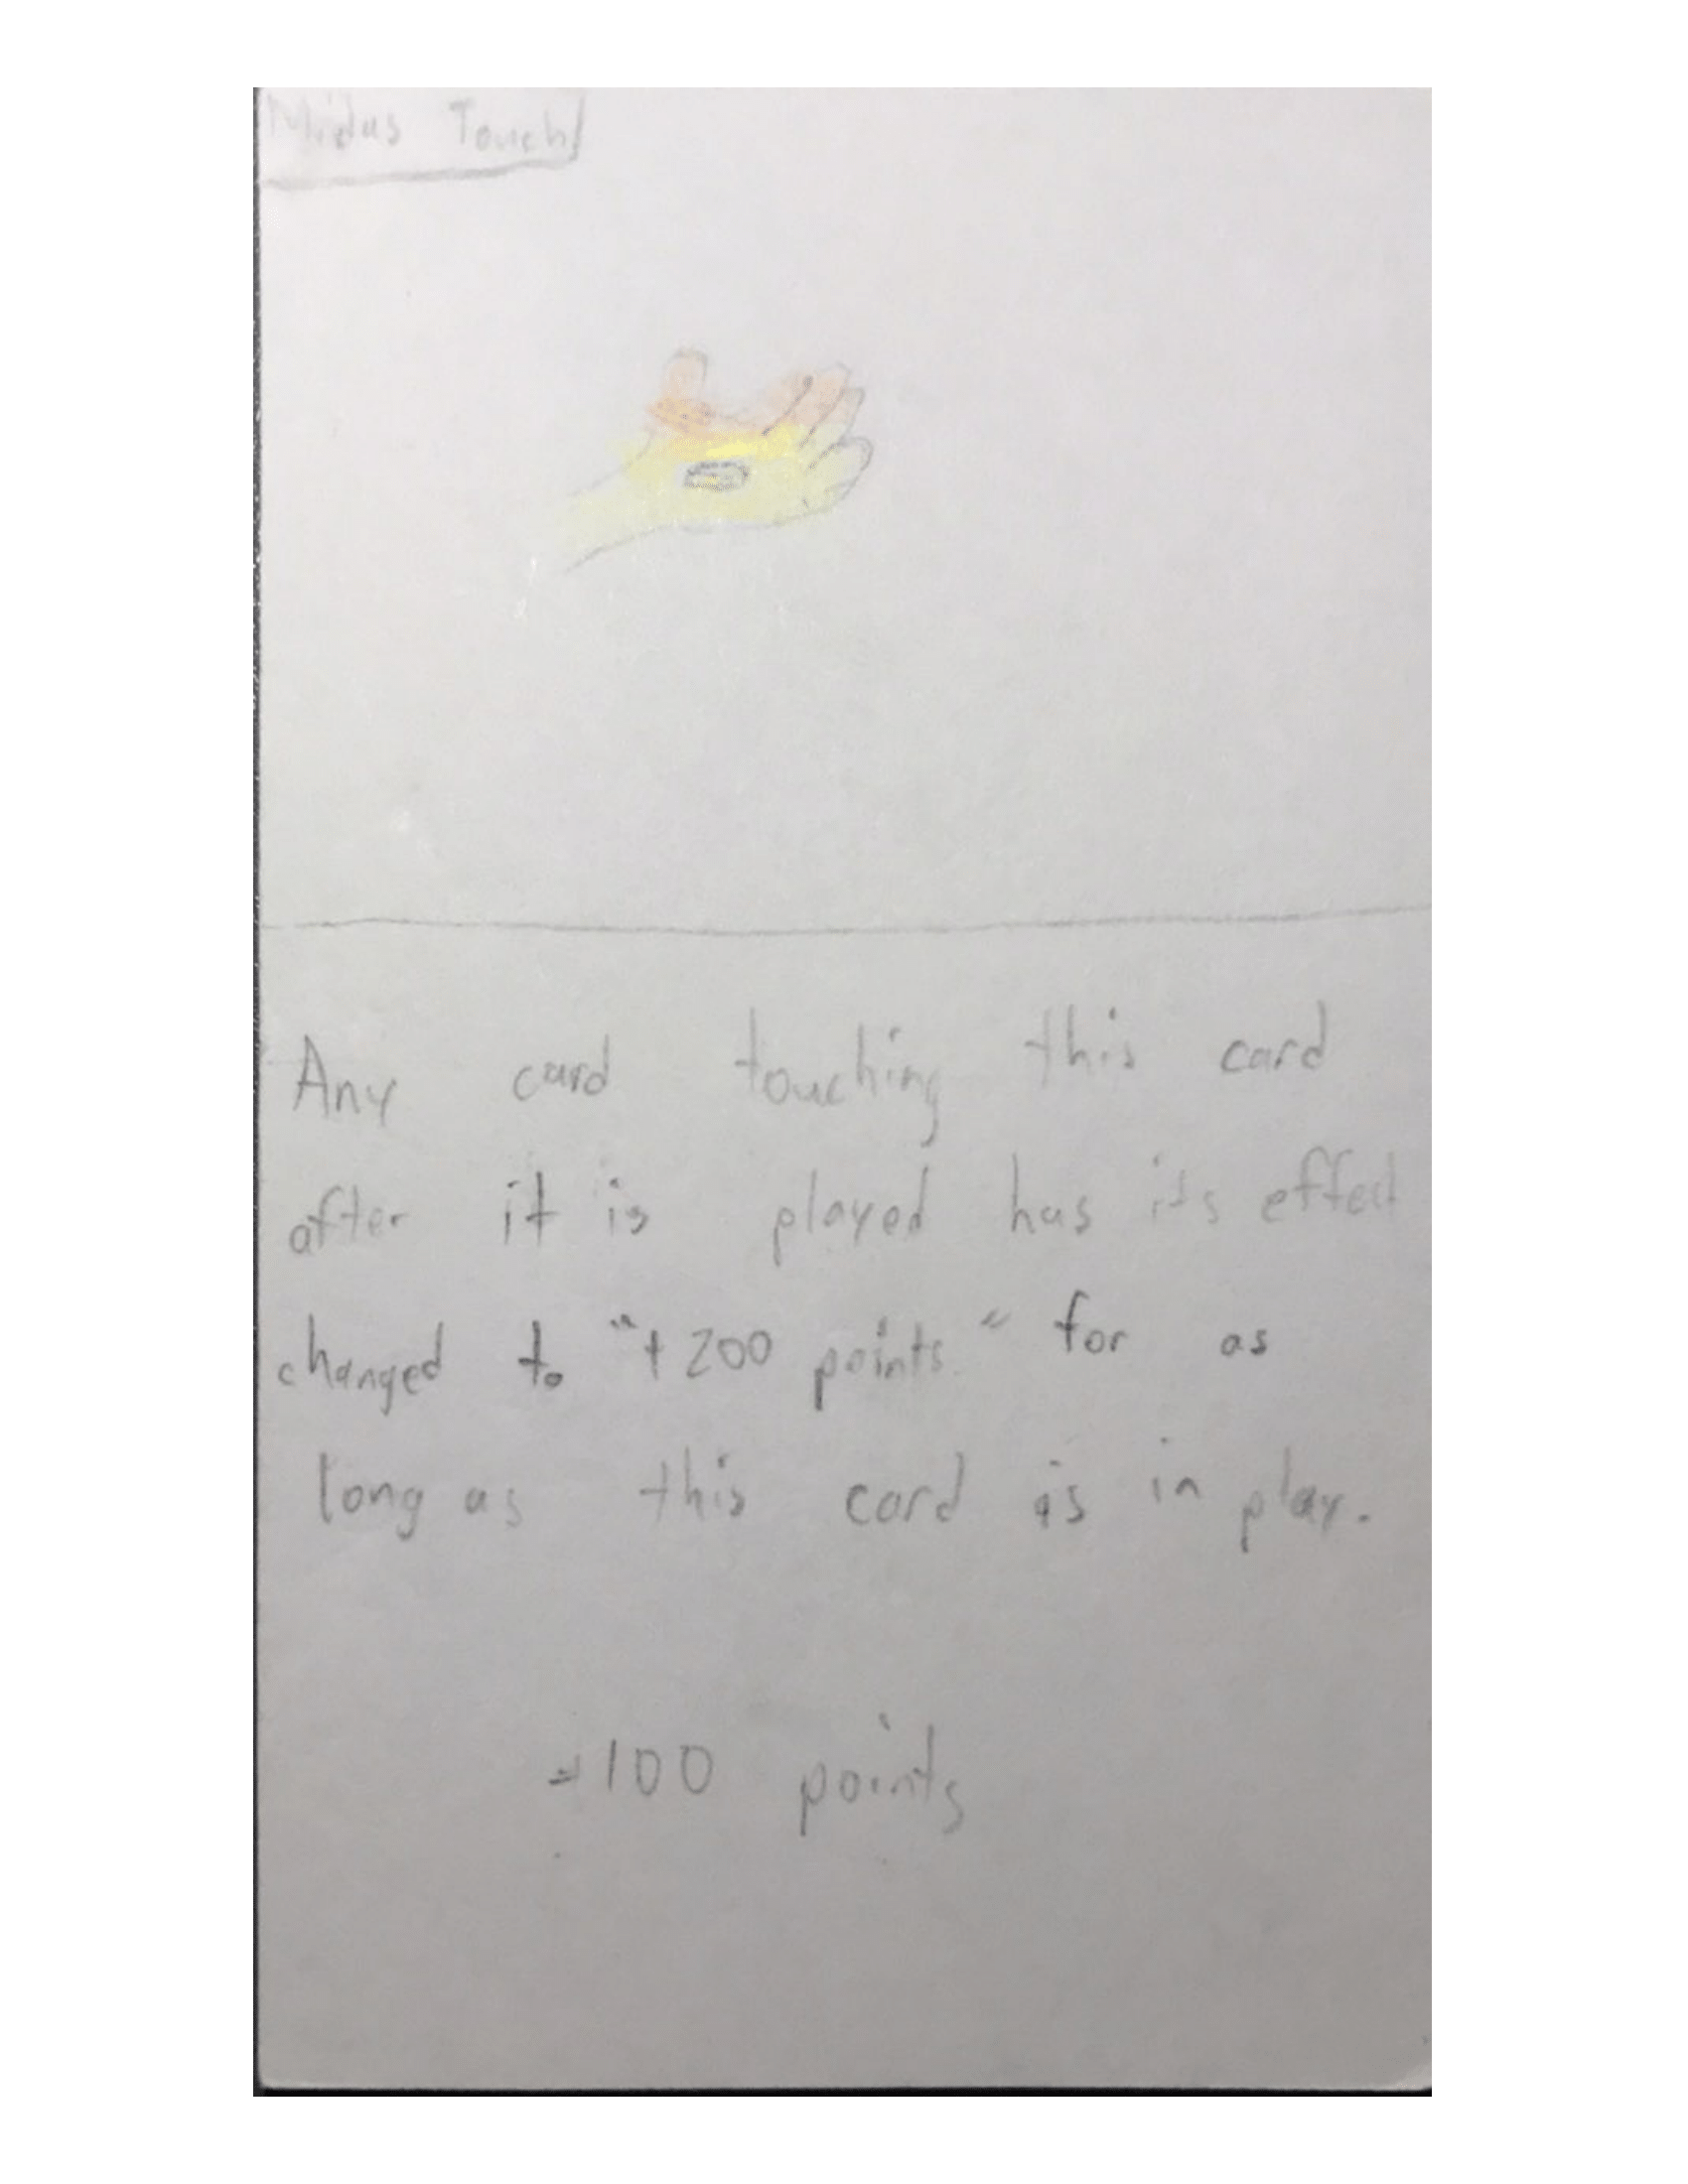 Midas Touch
Any card touching this card
after it is played has its effect
changed to "+200 points" for as
long as this card is in play.
-100 points